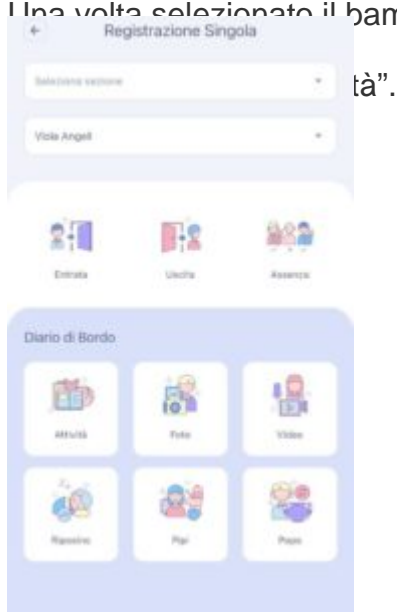 Una volta selezionato il bam
Registrazione Singola
Seleziona sezione
tà”.
Viola Angeli
Entrata Uscita Assenza
Diario di Bordo
Attività Foto Video
Riposino Pipì Popò